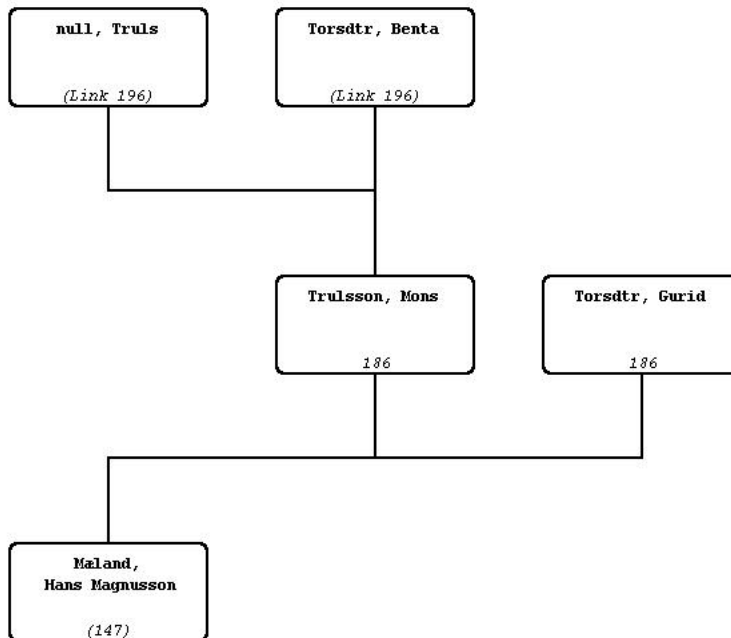 null, Truls
(Link 196)
Torsdtr, Benta
(Link 196)
Trulsson, Mons
186
Torsdtr, Gurid
186
Mæland,
Hans Magnusson
(147)